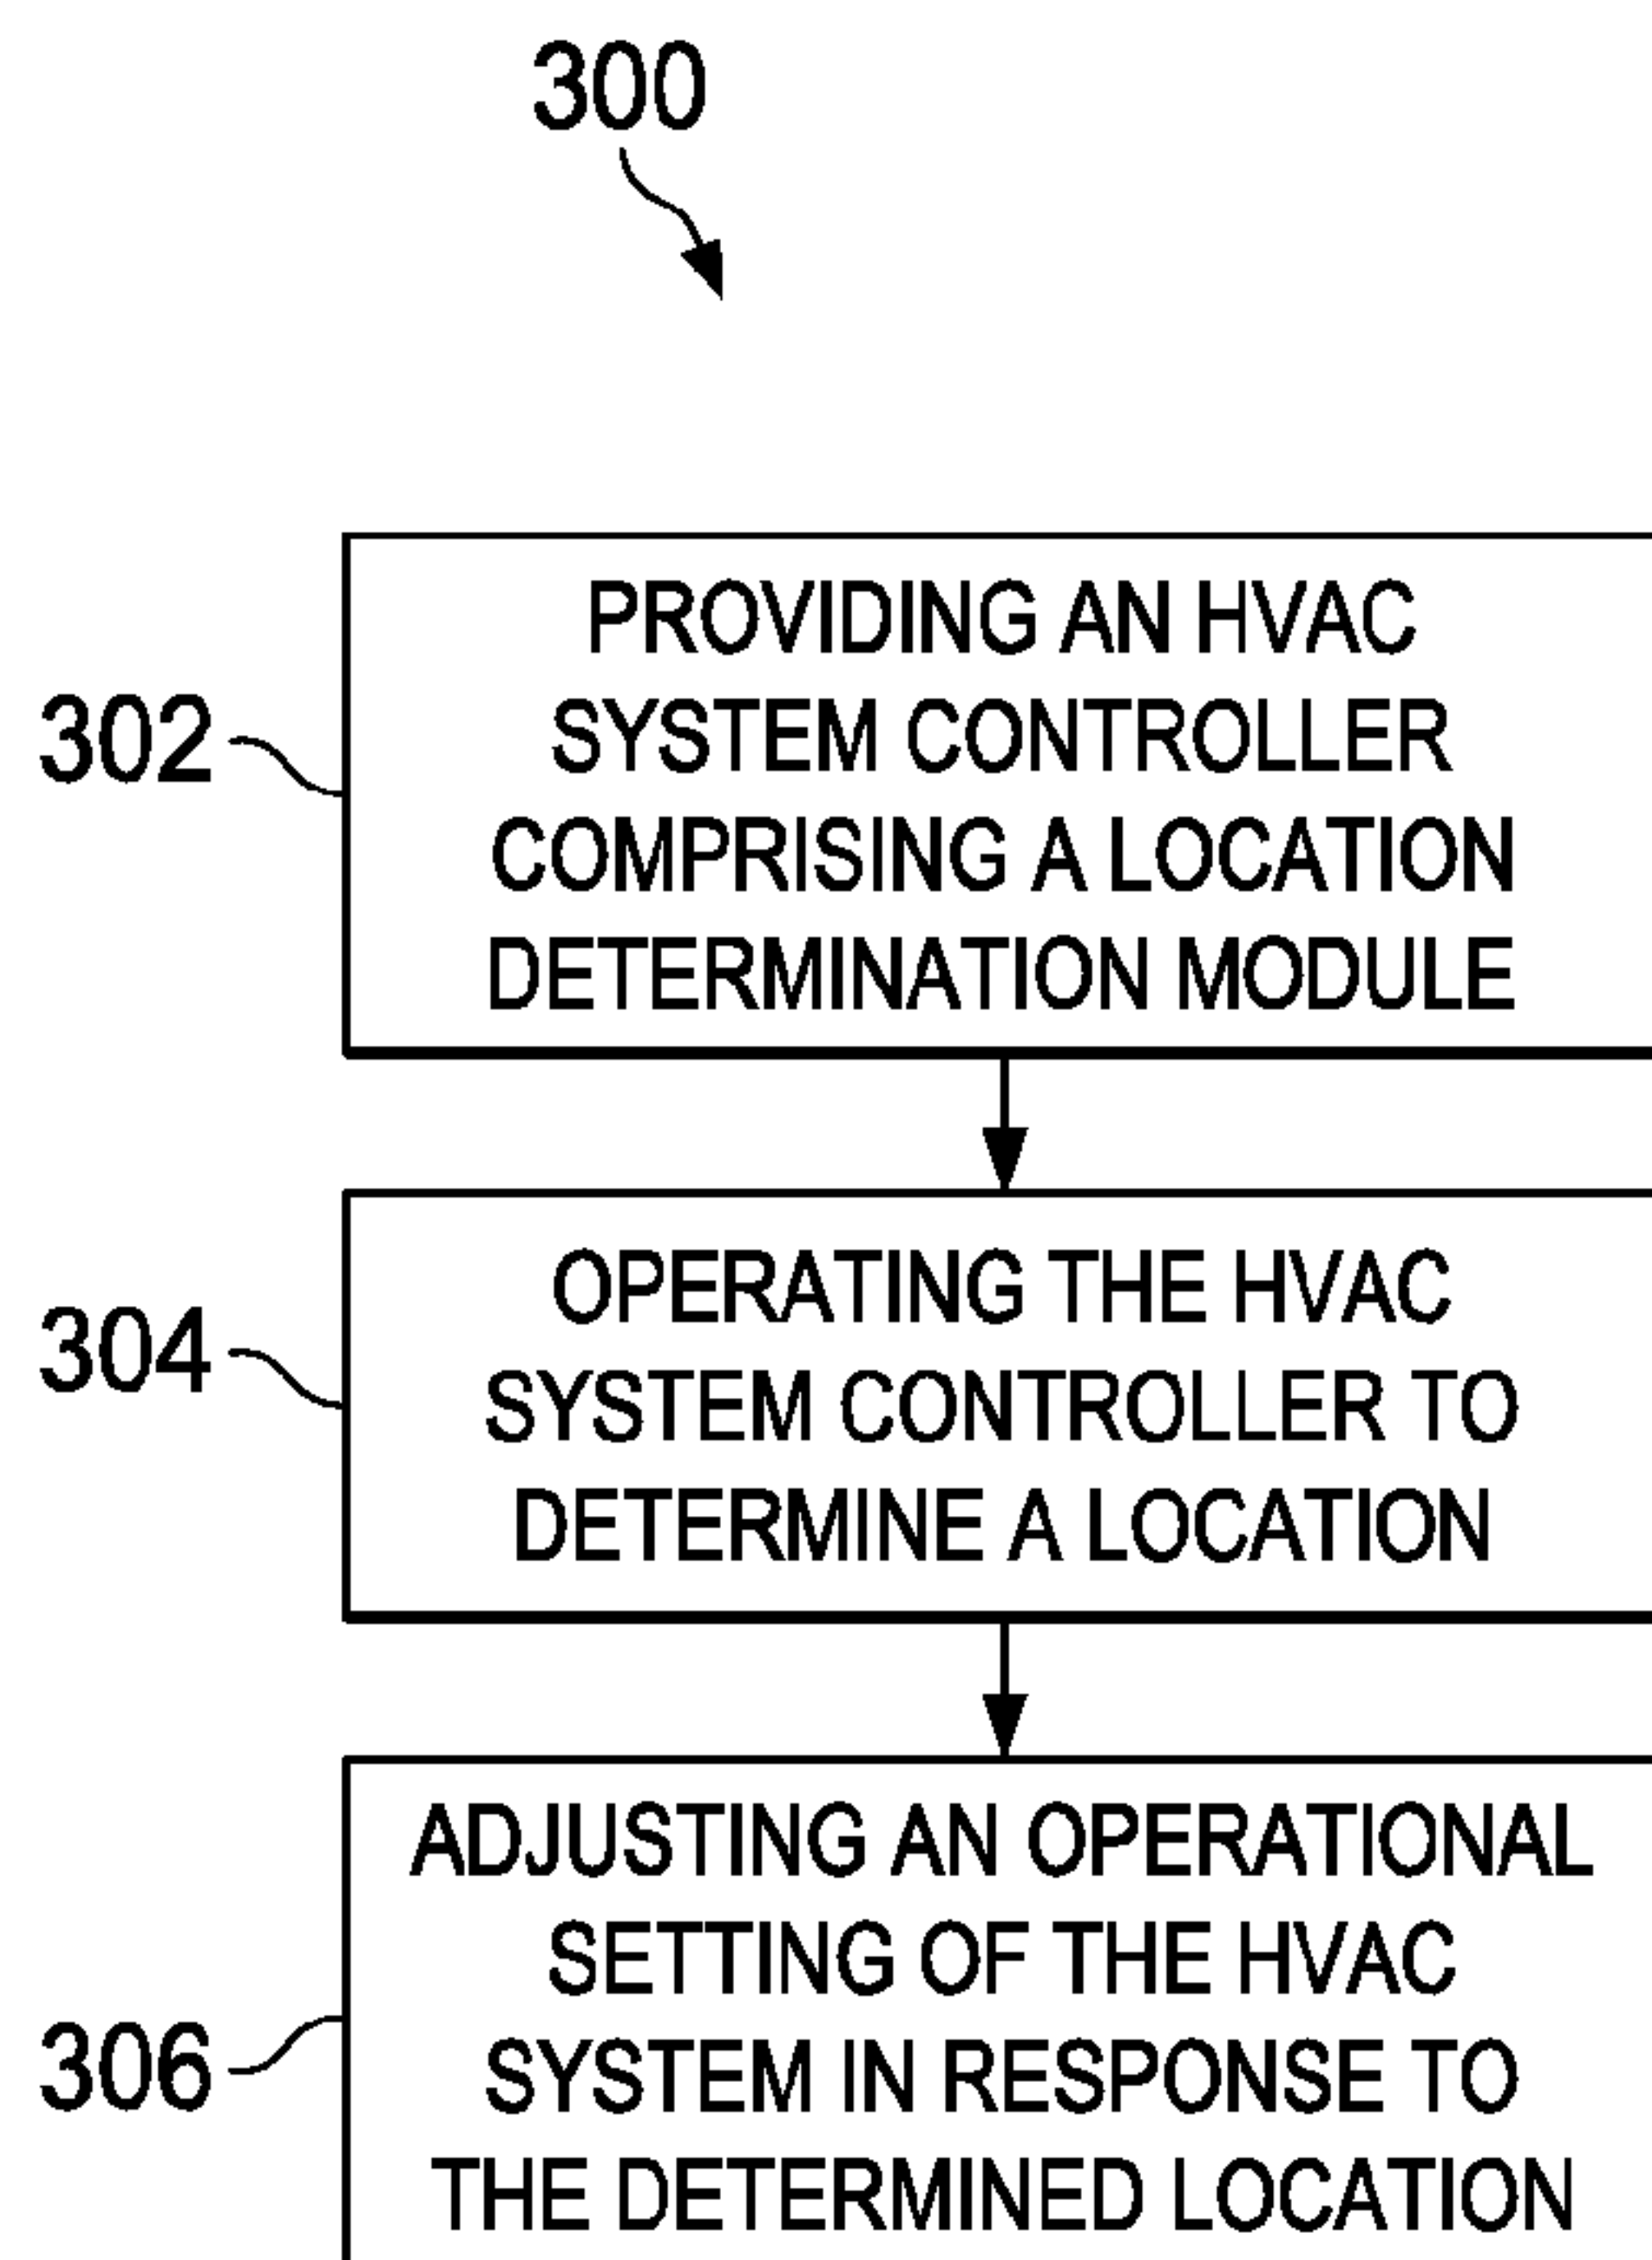 300
302
PROVIDING AN HVAC
SYSTEM CONTROLLER
COMPRISING A LOCATION
DETERMINATION MODULE
304
OPERATING THE HVAC
SYSTEM CONTROLLER TO
DETERMINE A LOCATION
306
ADJUSTING AN OPERATIONAL
SETTING OF THE HVAC
SYSTEM IN RESPONSE TO
THE DETERMINED LOCATION